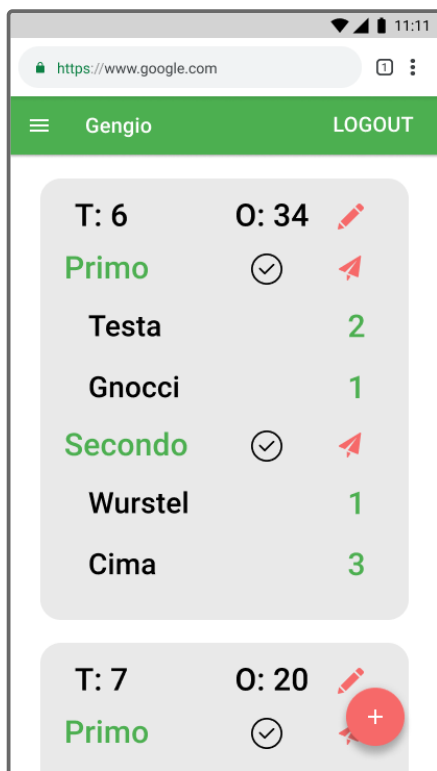 11:11
https://www.google.com 1
Gengio LOGOUT
T: 6 O: 34
Primo
Testa 2
Gnocci 1
Secondo
Wurstel 1
Cima 3
T: 7 O: 20
Primo
+